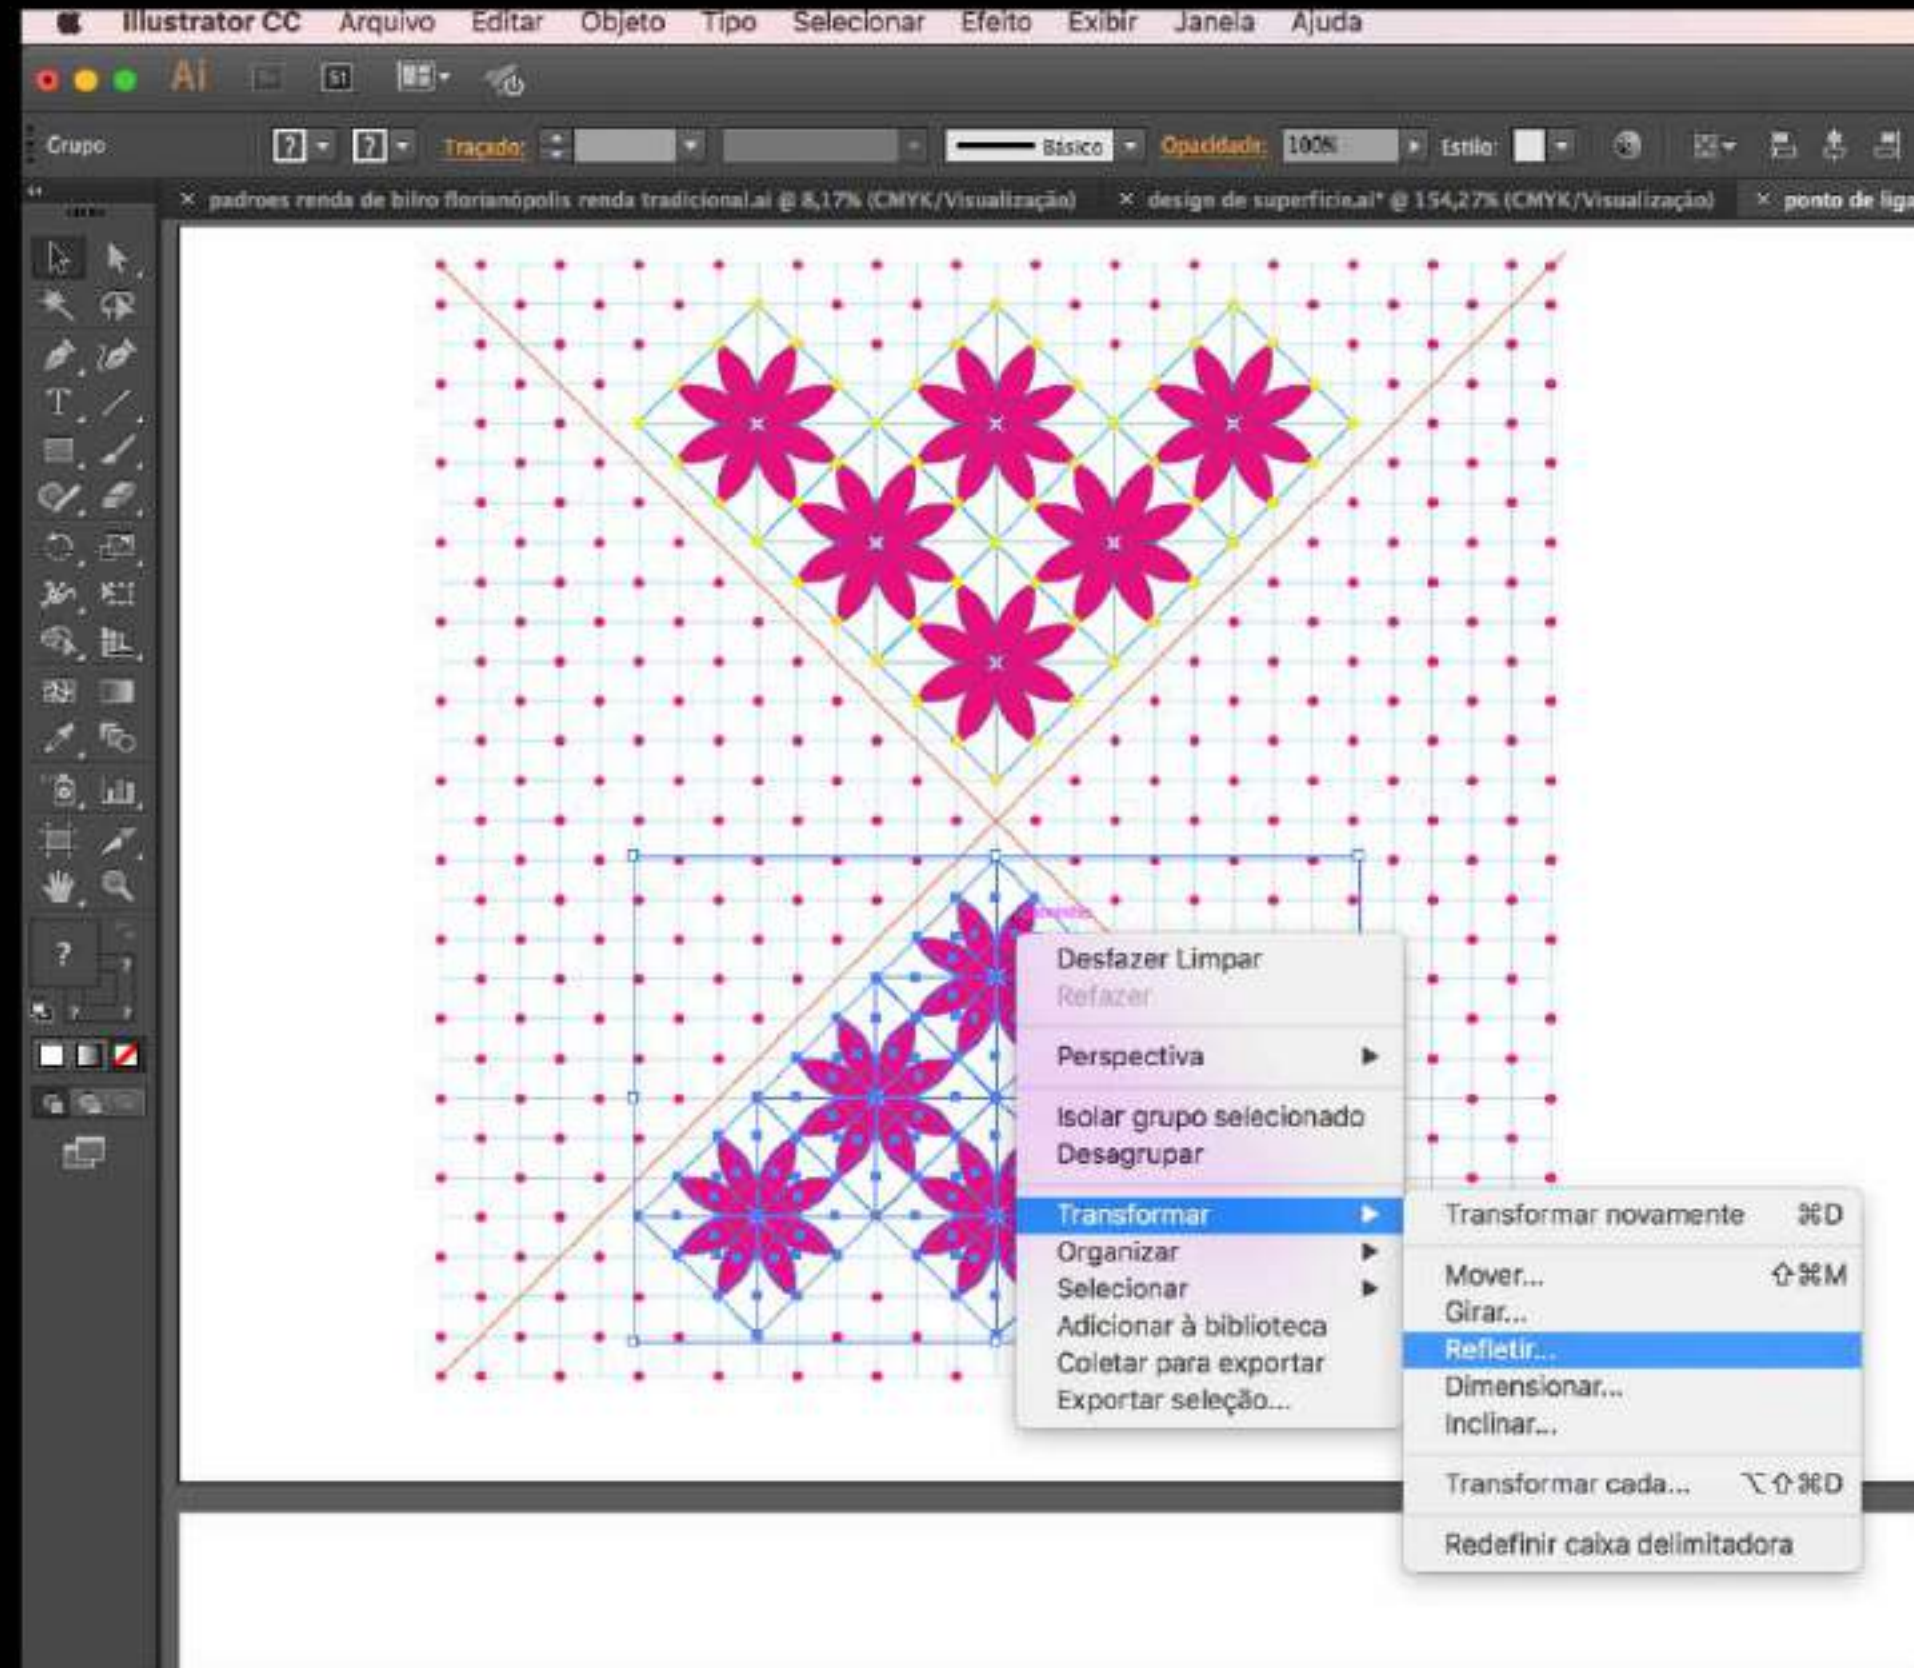 Illustrator CC Arquivo Editar Objeto Tipo Selecionar Efeito Exibir Janela Ajuda
Ai St
Grupo ? ? Traçado: Básico Opacidade: 100% Estilo:
× padroes renda de bilro florianópolis renda tradicional.ai @ 8,17% (CMYK/Visualização) × design de superfície.ai* @ 154,27% (CMYK/Visualização) × ponto de liga
T
Desfazer Limpar
Refazer
Perspectiva
Isolar grupo selecionado
Desagrupar
Transformar
Organizar
Selecionar
Adicionar à biblioteca
Coletar para exportar
Exportar seleção...
Transformar novamente ⌘D
Mover... ⇧⌘M
Girar...
Refletir...
Dimensionar...
Inclinar...
Transformar cada... ⌥⇧⌘D
Redefinir caixa delimitadora
?
?
? ?